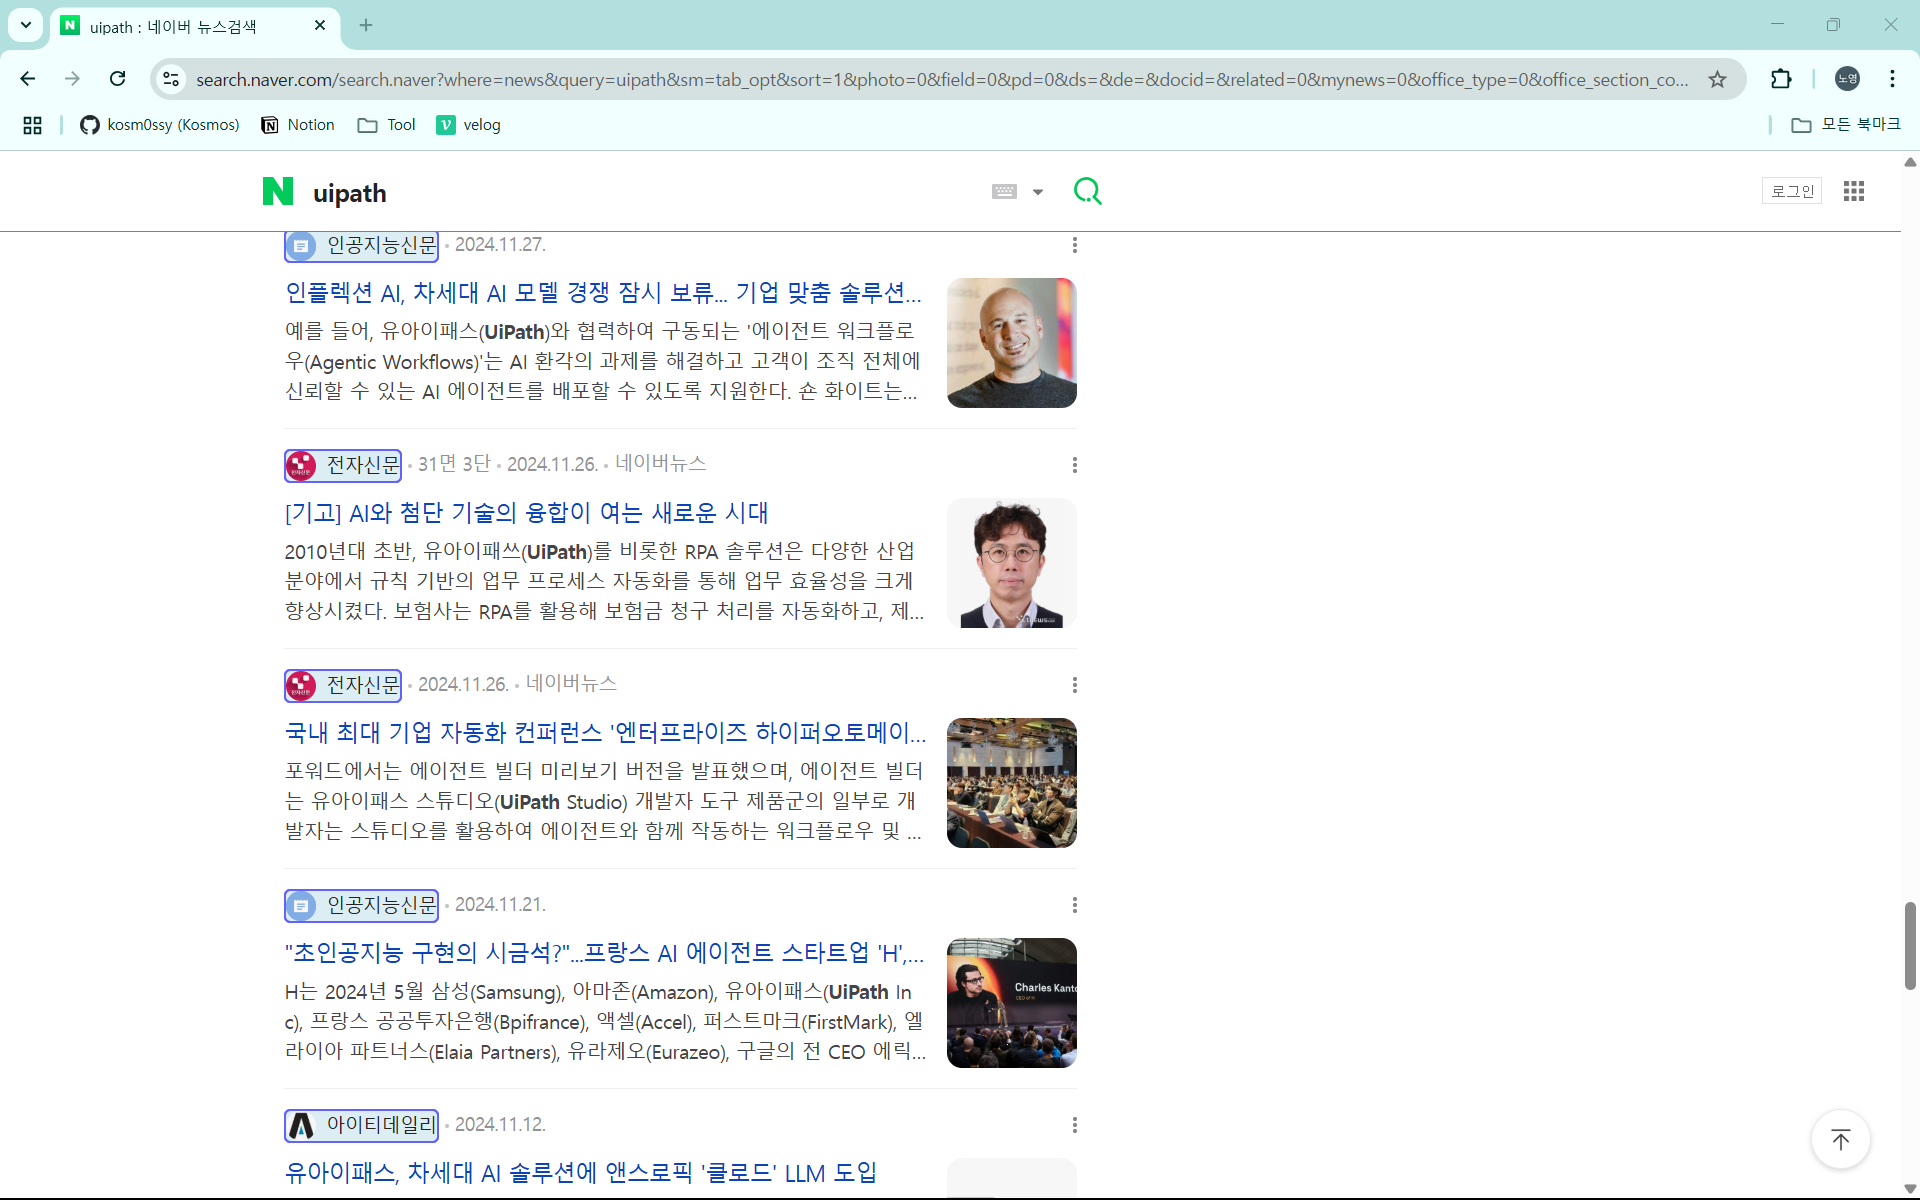 uipath : 네이버 뉴스검색
search.naver.com/search.naver?where=news&query=uipath&sm=tab_opt&sort=1&photo=0&field=0&pd=0&ds=&de=&docid=&related=0&mynews=0&office_type=0&office_section_co...
노영
kosm0ssy (Kosmos)
Notion
Tool
velog
모든 북마크
uipath
로그인
인공지능신문 2024.11.27.
인플렉션 AI, 차세대 AI 모델 경쟁 잠시 보류... 기업 맞춤 솔루션...
예를 들어, 유아이패스(UiPath)와 협력하여 구동되는 '에이전트 워크플로
우(Agentic Workflows)'는 AI 환각의 과제를 해결하고 고객이 조직 전체에
신뢰할 수 있는 AI 에이전트를 배포할 수 있도록 지원한다. 숀 화이트는...
전자신문 31면 3단 2024.11.26. 네이버뉴스
[기고] AI와 첨단 기술의 융합이 여는 새로운 시대
2010년대 초반, 유아이패쓰(UiPath)를 비롯한 RPA 솔루션은 다양한 산업
분야에서 규칙 기반의 업무 프로세스 자동화를 통해 업무 효율성을 크게
향상시켰다. 보험사는 RPA를 활용해 보험금 청구 처리를 자동화하고, 제...
전자신문 2024.11.26. 네이버뉴스
국내 최대 기업 자동화 컨퍼런스 '엔터프라이즈 하이퍼오토메이...
포워드에서는 에이전트 빌더 미리보기 버전을 발표했으며, 에이전트 빌더
는 유아이패스 스튜디오(UiPath Studio) 개발자 도구 제품군의 일부로 개
발자는 스튜디오를 활용하여 에이전트와 함께 작동하는 워크플로우 및 ...
인공지능신문 2024.11.21.
"초인공지능 구현의 시금석?"...프랑스 AI 에이전트 스타트업 'H',...
H는 2024년 5월 삼성(Samsung), 아마존(Amazon), 유아이패스(UiPath In
c), 프랑스 공공투자은행(Bpifrance), 액셀(Accel), 퍼스트마크(FirstMark), 엘
라이아 파트너스(Elaia Partners), 유라제오(Eurazeo), 구글의 전 CEO 에릭...
Charles Kanto
CEO of H
아이티데일리 2024.11.12.
유아이패스, 차세대 AI 솔루션에 앤스로픽 '클로드' LLM 도입